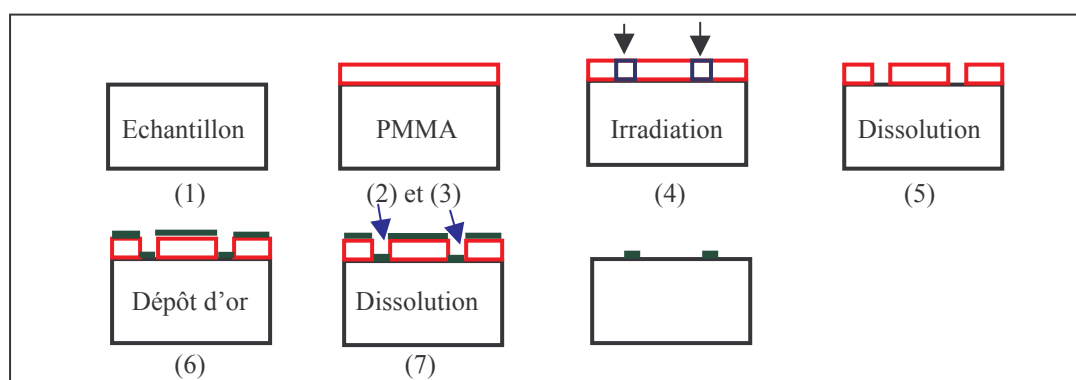 Echantillon
PMMA
Irradiation
Dissolution
(1)
(2) et (3)
(4)
(5)
Dépôt d’or
Dissolution
(6)
(7)